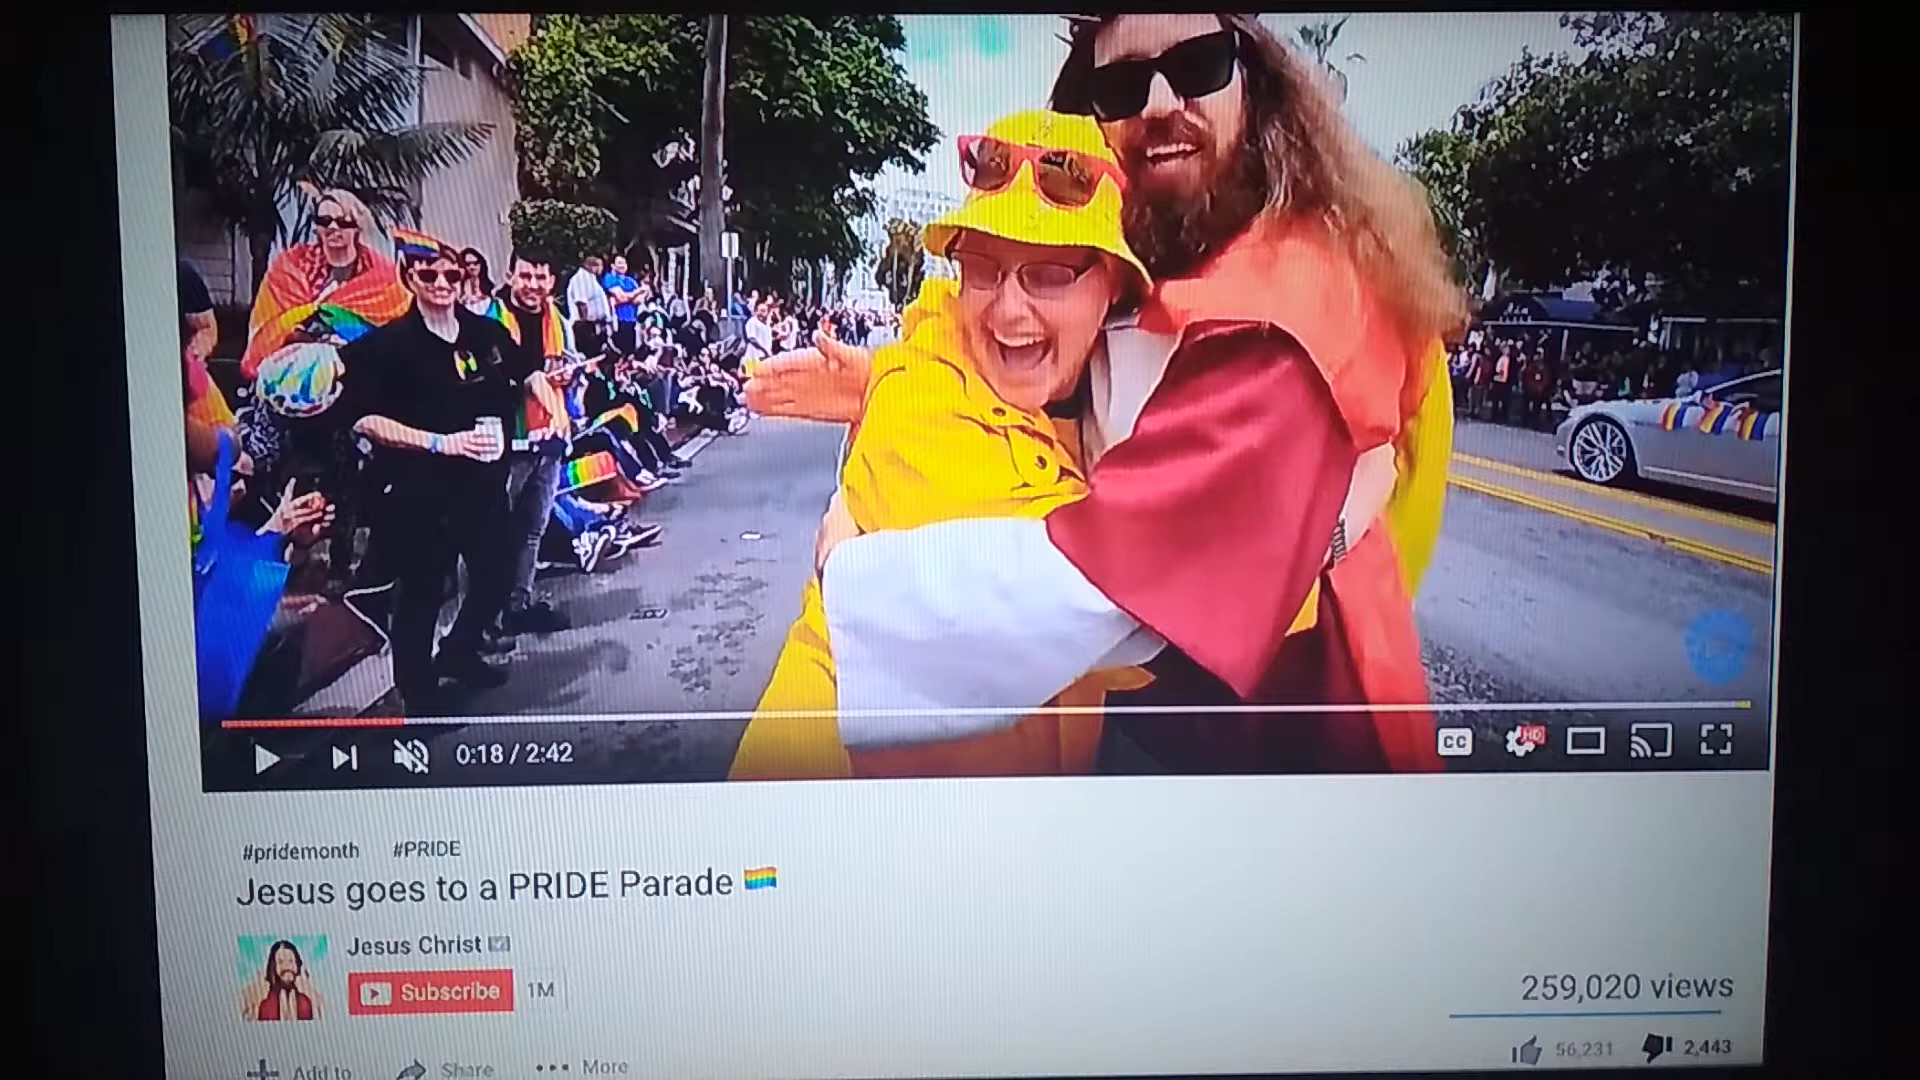 0:18 / 2:42
CC
HD
#pridemonth #PRIDE
Jesus goes to a PRIDE Parade
Jesus Christ
Subscribe 1M
259,020 views
56,231 2,443
Add to Share More